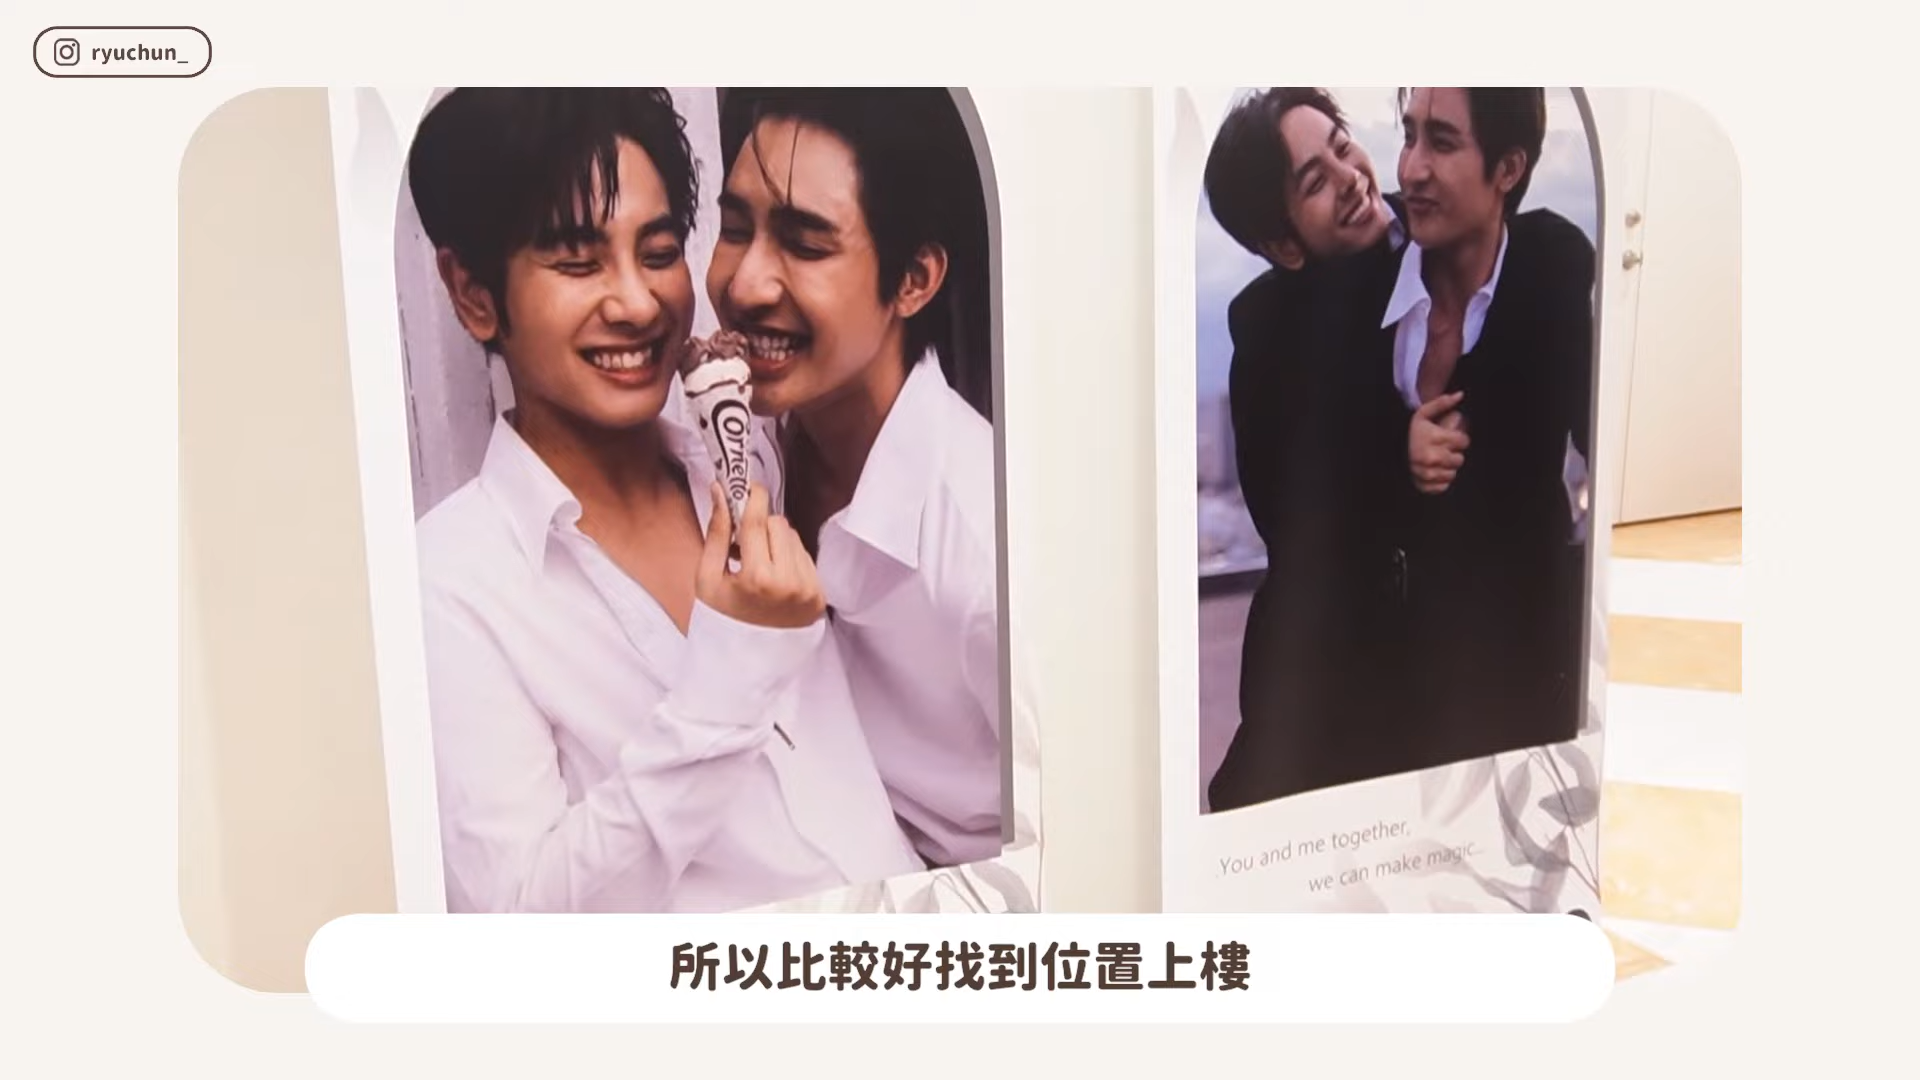 ryuchun_
Cornetto
You and me together,
we can make magic...
所以比較好找到位置上樓